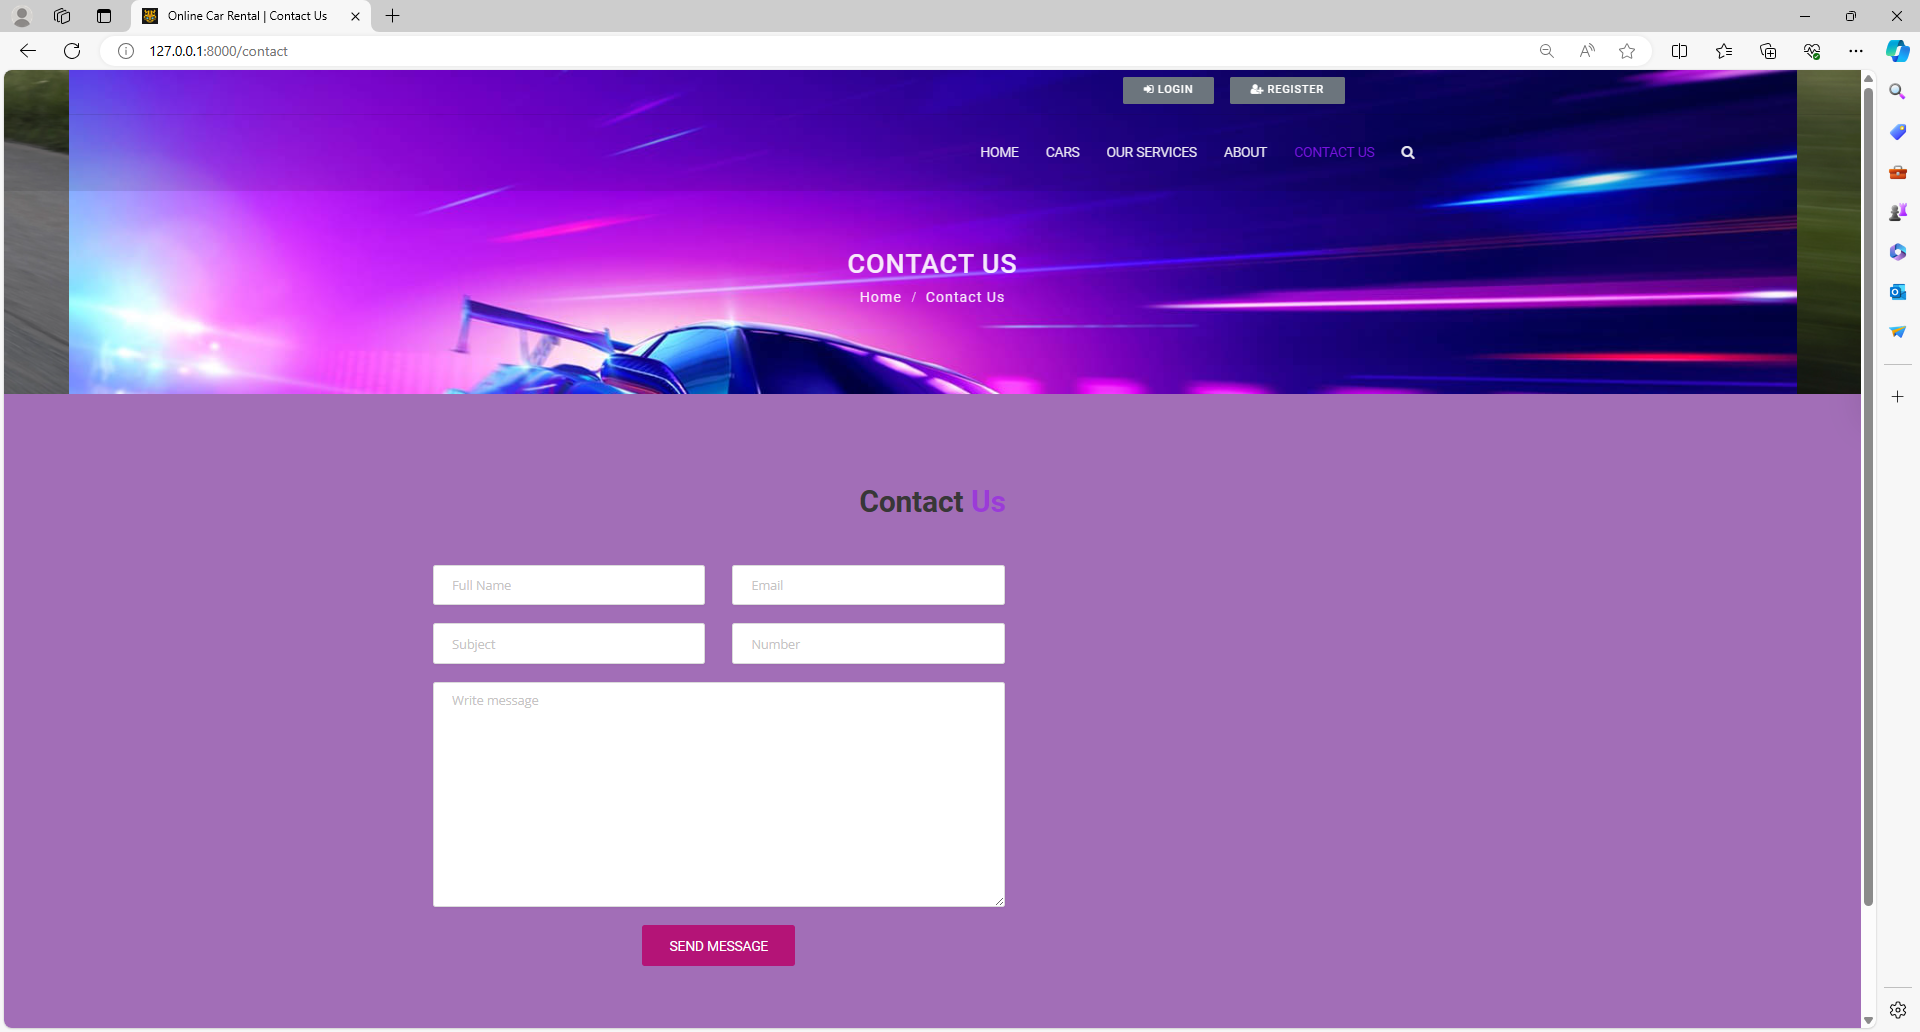 Online Car Rental | Contact Us
127.0.0.1:8000/contact
LOGIN
REGISTER
HOME
CARS
OUR SERVICES
ABOUT
CONTACT US
CONTACT US
Home / Contact Us
Contact Us
Full Name
Email
Subject
Number
Write message
SEND MESSAGE